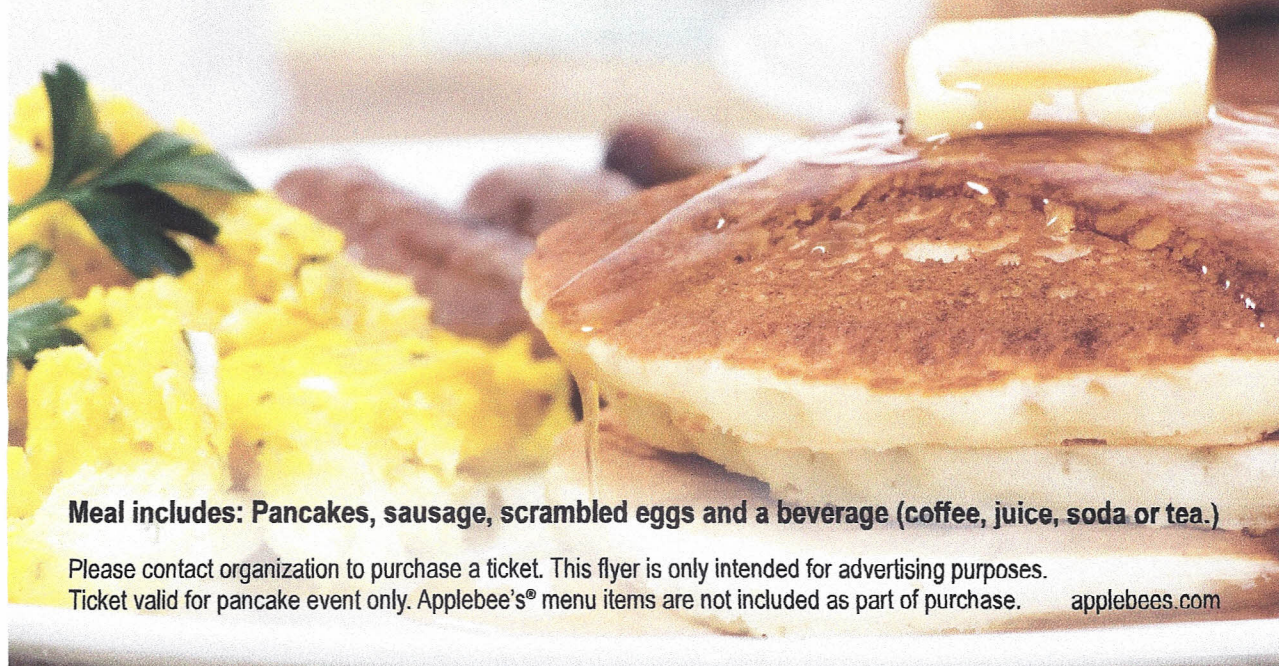 Meal includes: Pancakes, sausage, scrambled eggs and a beverage (coffee, juice, soda or tea.)
Please contact organization to purchase a ticket. This flyer is only intended for advertising purposes.
Ticket valid for pancake event only. Applebee's® menu items are not included as part of purchase. applebees.com